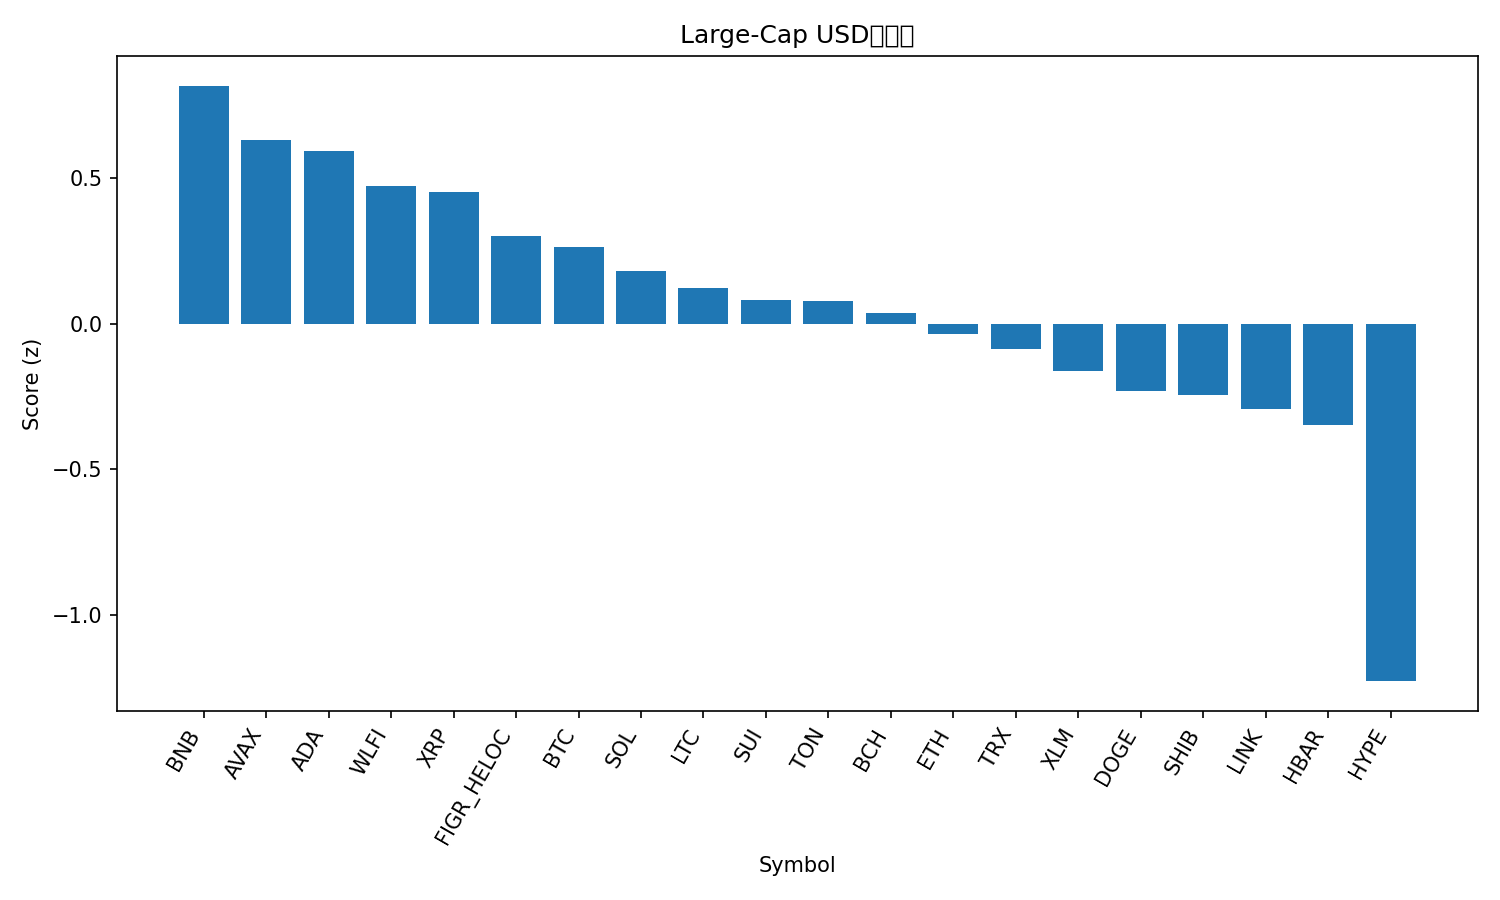 Large-Cap USD
Score (z)
0.5
0.0
−0.5
−1.0
BNB
AVAX
ADA
WLFI
XRP
FIGR_HELOC
BTC
SOL
LTC
SUI
TON
BCH
ETH
TRX
XLM
DOGE
SHIB
LINK
HBAR
HYPE
Symbol